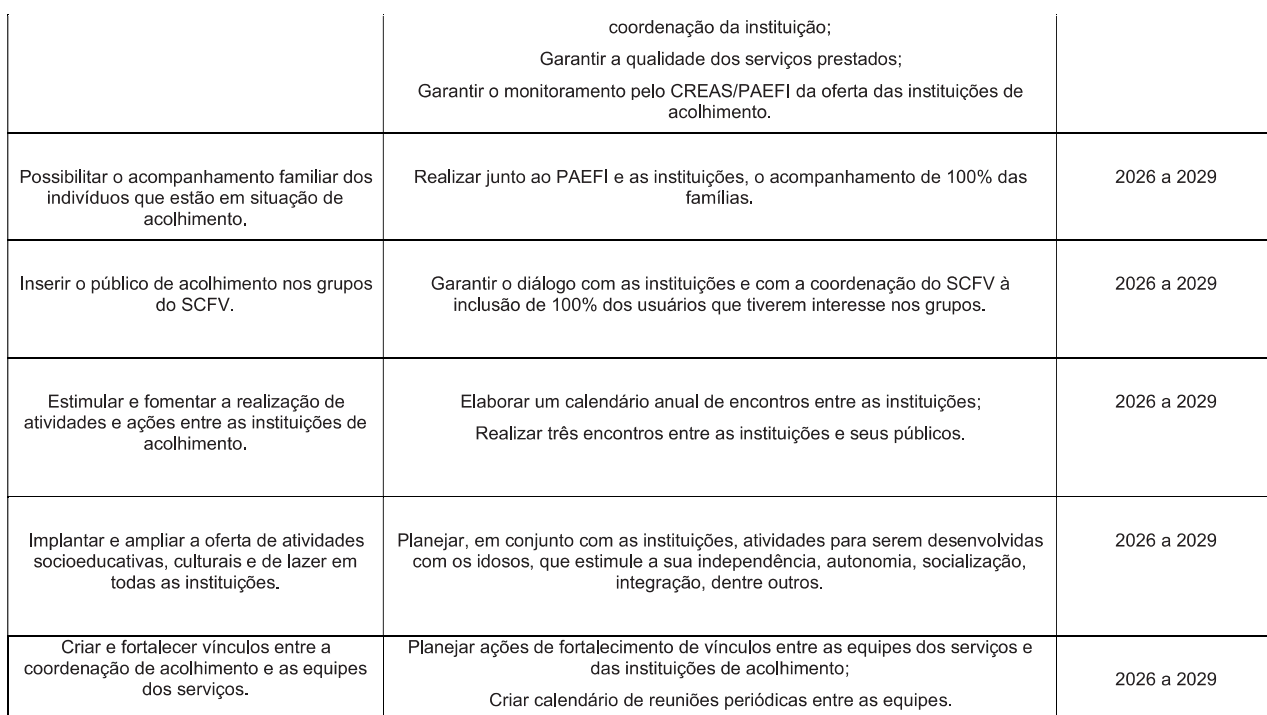 coordenação da instituição;
Garantir a qualidade dos serviços prestados;
Garantir o monitoramento pelo CREAS/PAEFI da oferta das instituições de
acolhimento.
Possibilitar o acompanhamento familiar dos
indivíduos que estão em situação de
acolhimento.
Realizar junto ao PAEFI e as instituições, o acompanhamento de 100% das
famílias.
2026 a 2029
Inserir o público de acolhimento nos grupos
do SCFV.
Garantir o diálogo com as instituições e com a coordenação do SCFV à
inclusão de 100% dos usuários que tiverem interesse nos grupos.
2026 a 2029
Estimular e fomentar a realização de
atividades e ações entre as instituições de
acolhimento.
Elaborar um calendário anual de encontros entre as instituições;
Realizar três encontros entre as instituições e seus públicos.
2026 a 2029
Implantar e ampliar a oferta de atividades
socioeducativas, culturais e de lazer em
todas as instituições.
Planejar, em conjunto com as instituições, atividades para serem desenvolvidas
com os idosos, que estimule a sua independência, autonomia, socialização,
integração, dentre outros.
2026 a 2029
Criar e fortalecer vínculos entre a
coordenação de acolhimento e as equipes
dos serviços.
Planejar ações de fortalecimento de vínculos entre as equipes dos serviços e
das instituições de acolhimento;
Criar calendário de reuniões periódicas entre as equipes.
2026 a 2029